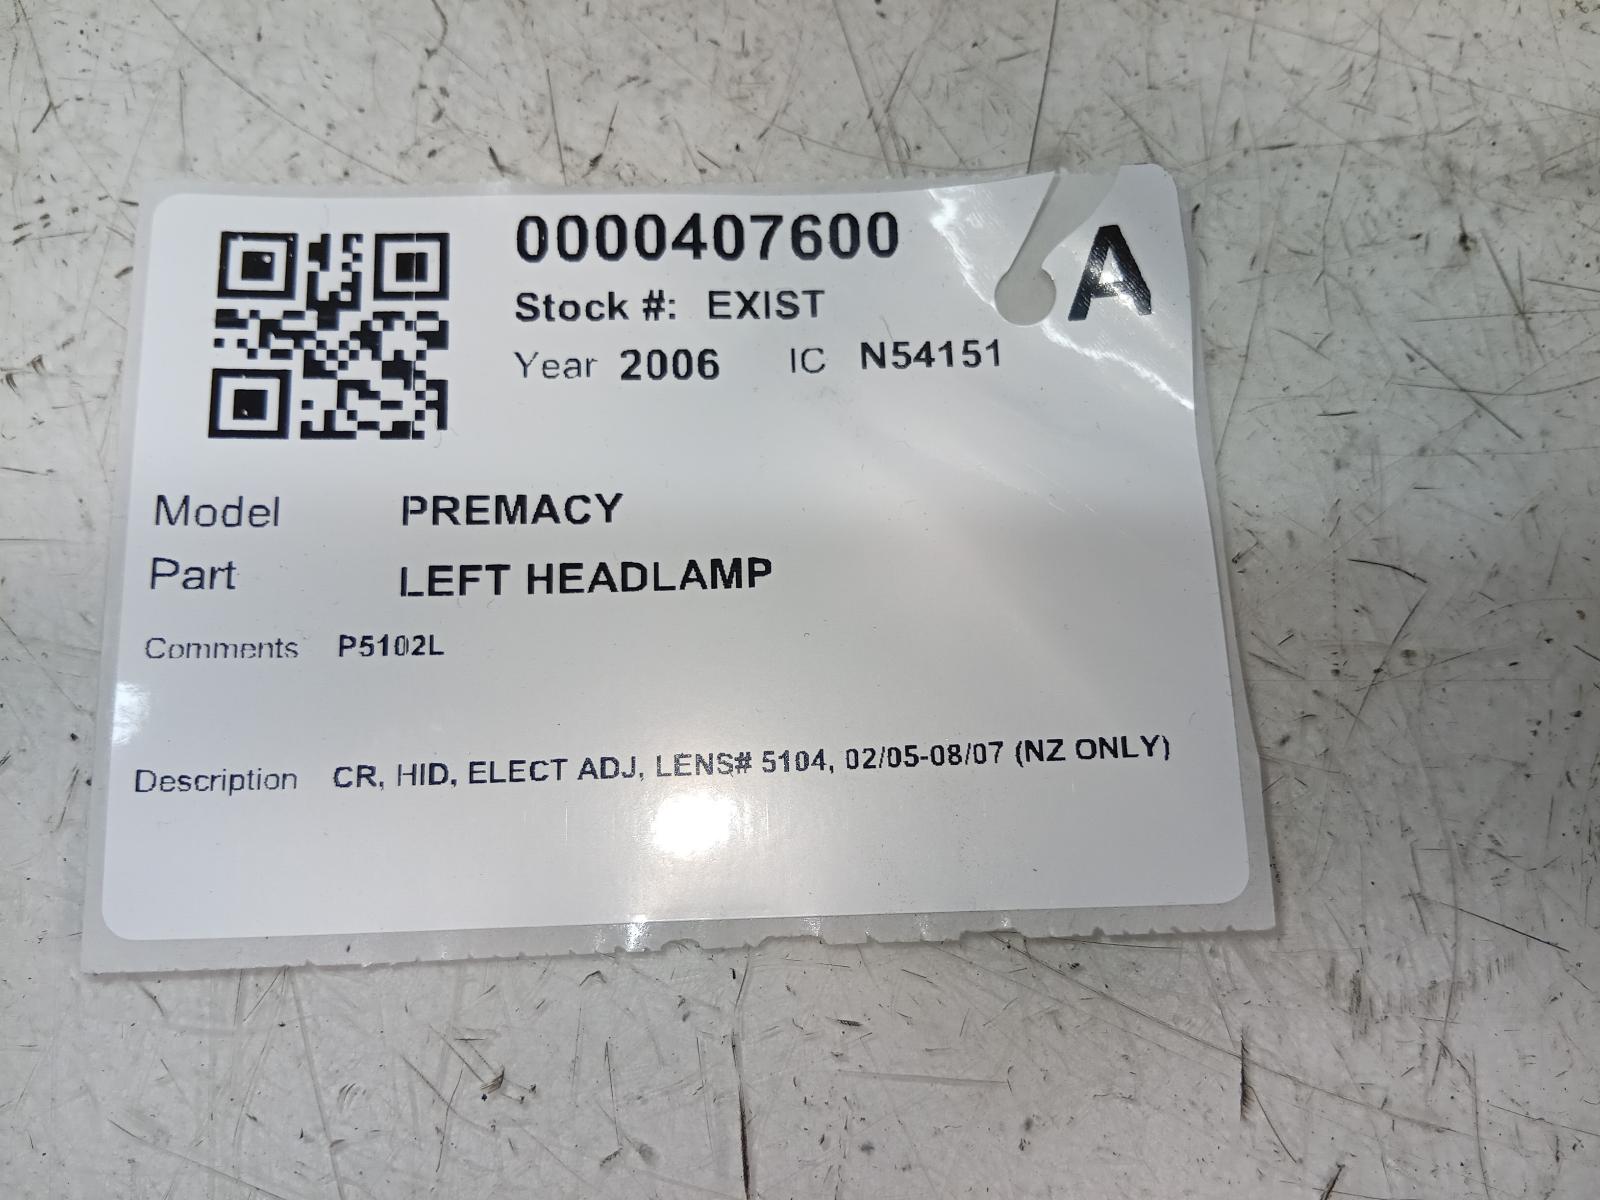 0000407600
A
Stock #: EXIST
Year 2006 IC N54151
Model PREMACY
Part LEFT HEADLAMP
Comments P5102L
Description CR, HID, ELECT ADJ, LENS# 5104, 02/05-08/07 (NZ ONLY)